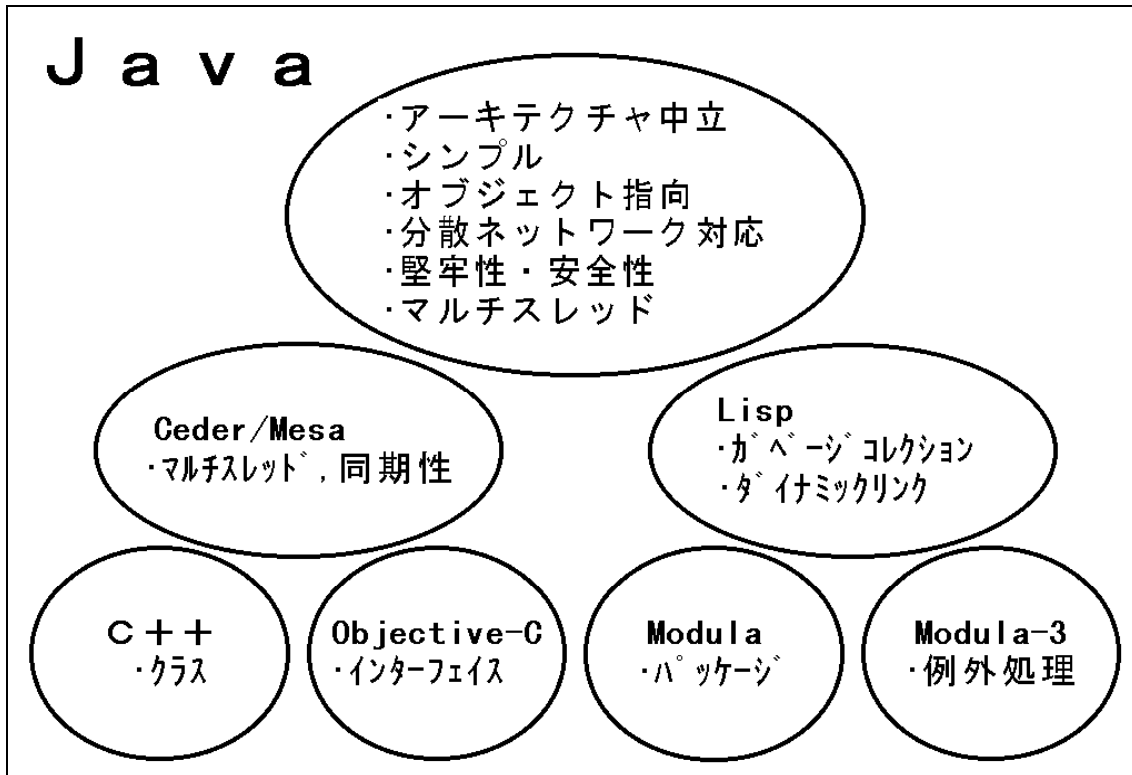 Ｊａｖａ
・アーキテクチャ中立
・シンプル
・オブジェクト指向
・分散ネットワーク対応
・堅牢性・安全性
・マルチスレッド
Ceder/Mesa
・ﾏﾙﾁｽﾚｯﾄﾞ,同期性
Lisp
・ｶﾞﾍﾞｰｼﾞｺﾚｸｼｮﾝ
・ﾀﾞｲﾅﾐｯｸﾘﾝｸ
Ｃ＋＋
・ｸﾗｽ
Objective-C
・ｲﾝﾀｰﾌｪｲｽ
Modula
・ﾊﾟｯｹｰｼﾞ
Modula-3
・例外処理